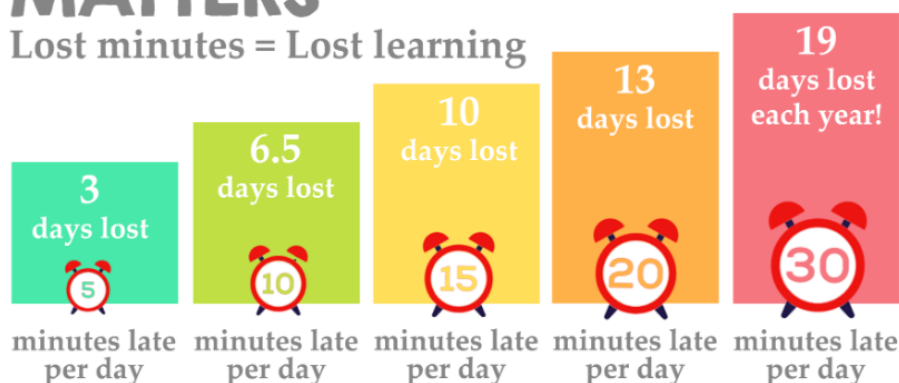 MATTERS
Lost minutes = Lost learning
3
days lost
5
minutes late
per day
6.5
days lost
10
minutes late
per day
10
days lost
15
minutes late
per day
13
days lost
20
minutes late
per day
19
days lost
each year!
30
minutes late
per day